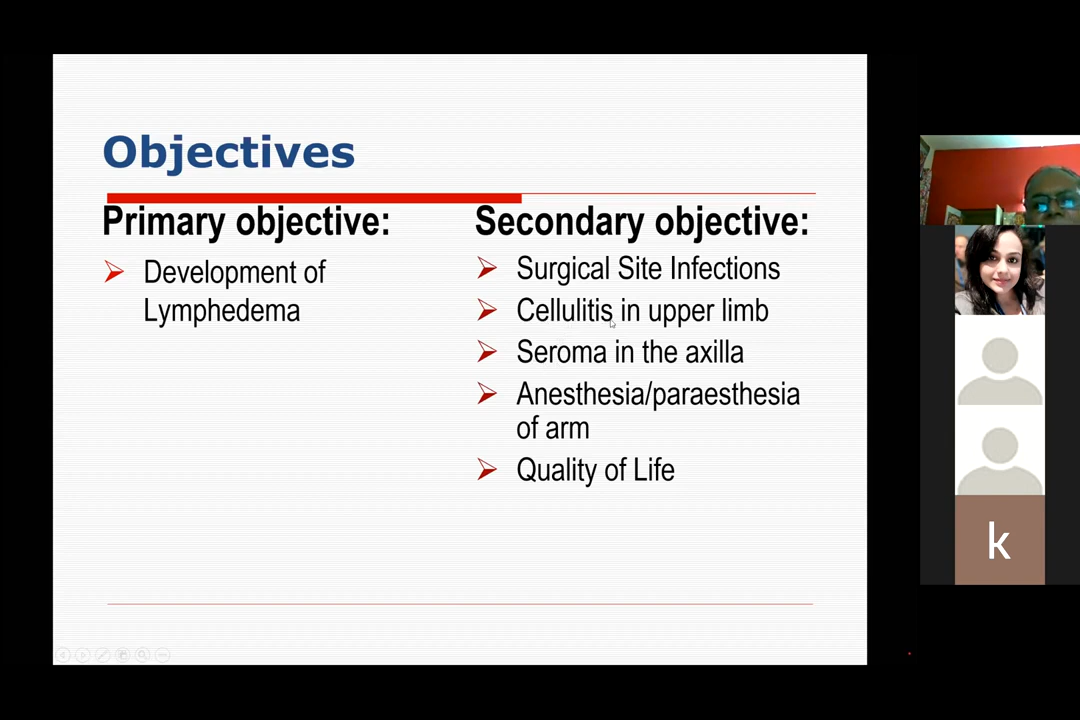 Objectives
Primary objective:
Development of
Lymphedema
Secondary objective:
Surgical Site Infections
Cellulitis in upper limb
Seroma in the axilla
Anesthesia/paraesthesia
of arm
Quality of Life
k